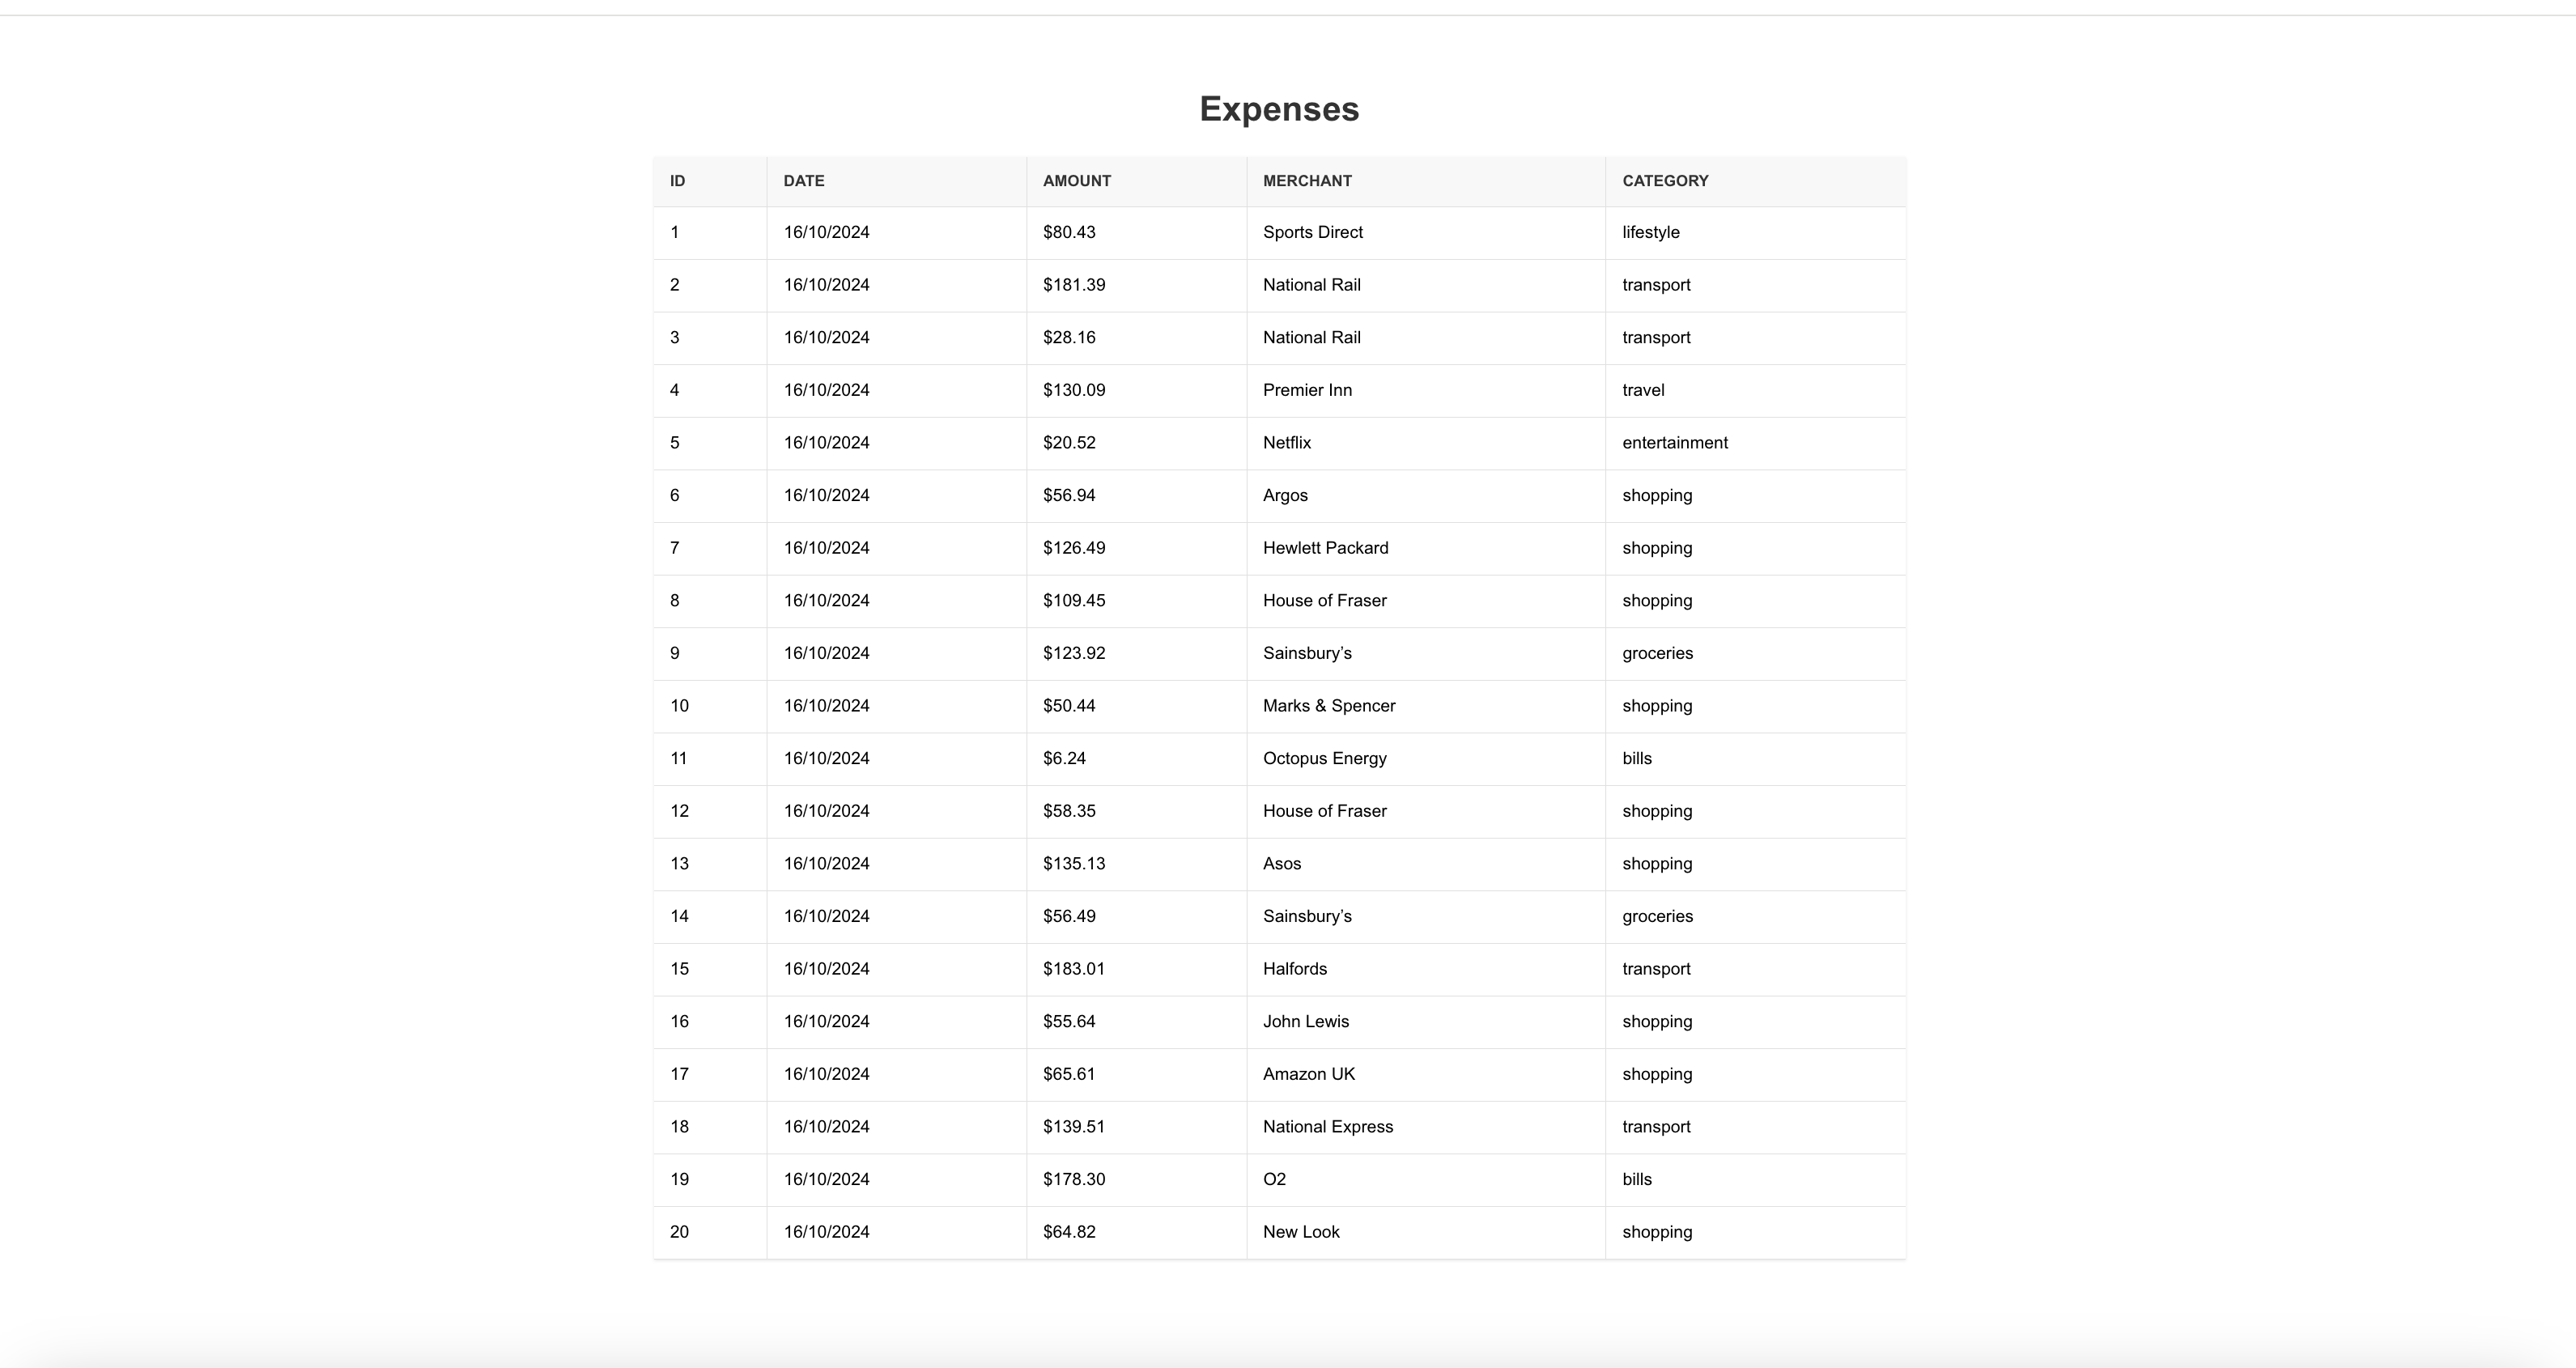 Expenses
ID DATE AMOUNT MERCHANT CATEGORY
1 16/10/2024 $80.43 Sports Direct lifestyle
2 16/10/2024 $181.39 National Rail transport
3 16/10/2024 $28.16 National Rail transport
4 16/10/2024 $130.09 Premier Inn travel
5 16/10/2024 $20.52 Netflix entertainment
6 16/10/2024 $56.94 Argos shopping
7 16/10/2024 $126.49 Hewlett Packard shopping
8 16/10/2024 $109.45 House of Fraser shopping
9 16/10/2024 $123.92 Sainsbury’s groceries
10 16/10/2024 $50.44 Marks & Spencer shopping
11 16/10/2024 $6.24 Octopus Energy bills
12 16/10/2024 $58.35 House of Fraser shopping
13 16/10/2024 $135.13 Asos shopping
14 16/10/2024 $56.49 Sainsbury’s groceries
15 16/10/2024 $183.01 Halfords transport
16 16/10/2024 $55.64 John Lewis shopping
17 16/10/2024 $65.61 Amazon UK shopping
18 16/10/2024 $139.51 National Express transport
19 16/10/2024 $178.30 O2 bills
20 16/10/2024 $64.82 New Look shopping